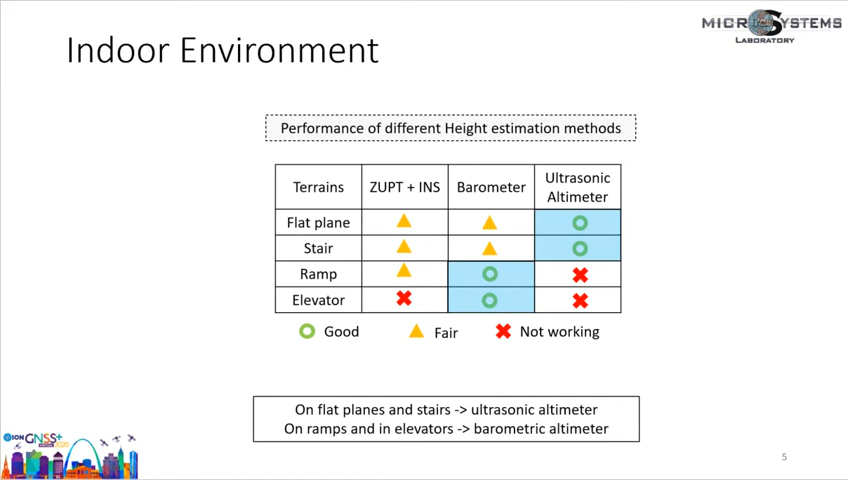 MICROSYSTEMS
LABORATORY
Indoor Environment
Performance of different Height estimation methods
Terrains ZUPT + INS Barometer Ultrasonic Altimeter
Flat plane
Stair
Ramp
Elevator
Good Fair Not working
On flat planes and stairs -> ultrasonic altimeter
On ramps and in elevators -> barometric altimeter
ION GNSS+
2020
5